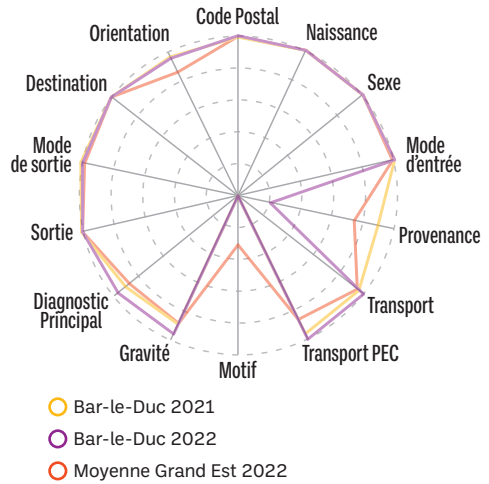 Code Postal
Orientation
Naissance
Destination
Sexe
Mode
de sortie
Mode
d'entrée
Sortie
Provenance
Diagnostic
Principal
Transport
Gravité
Motif
Transport PEC
Bar-le-Duc 2021
Bar-le-Duc 2022
Moyenne Grand Est 2022